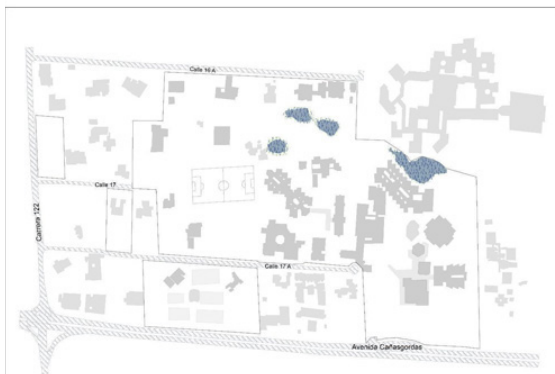 Calle 16 A
Calle 17
Carrera 122
Calle 17 A
Avenida Cañasgordas